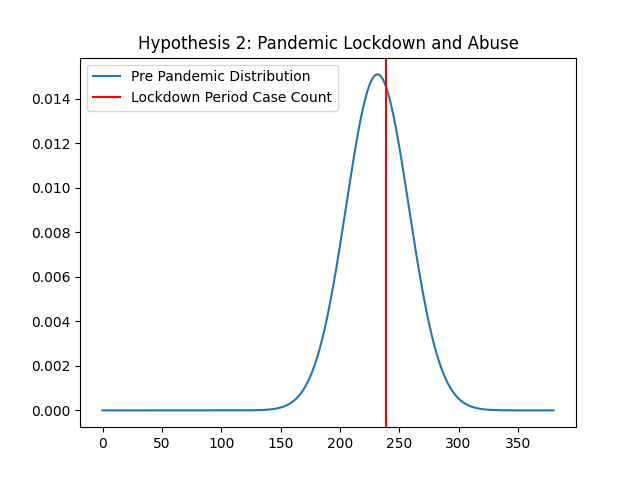 Hypothesis 2: Pandemic Lockdown and Abuse
Pre Pandemic Distribution
Lockdown Period Case Count
0.014
0.012
0.010
0.008
0.006
0.004
0.002
0.000
0 50 100 150 200 250 300 350